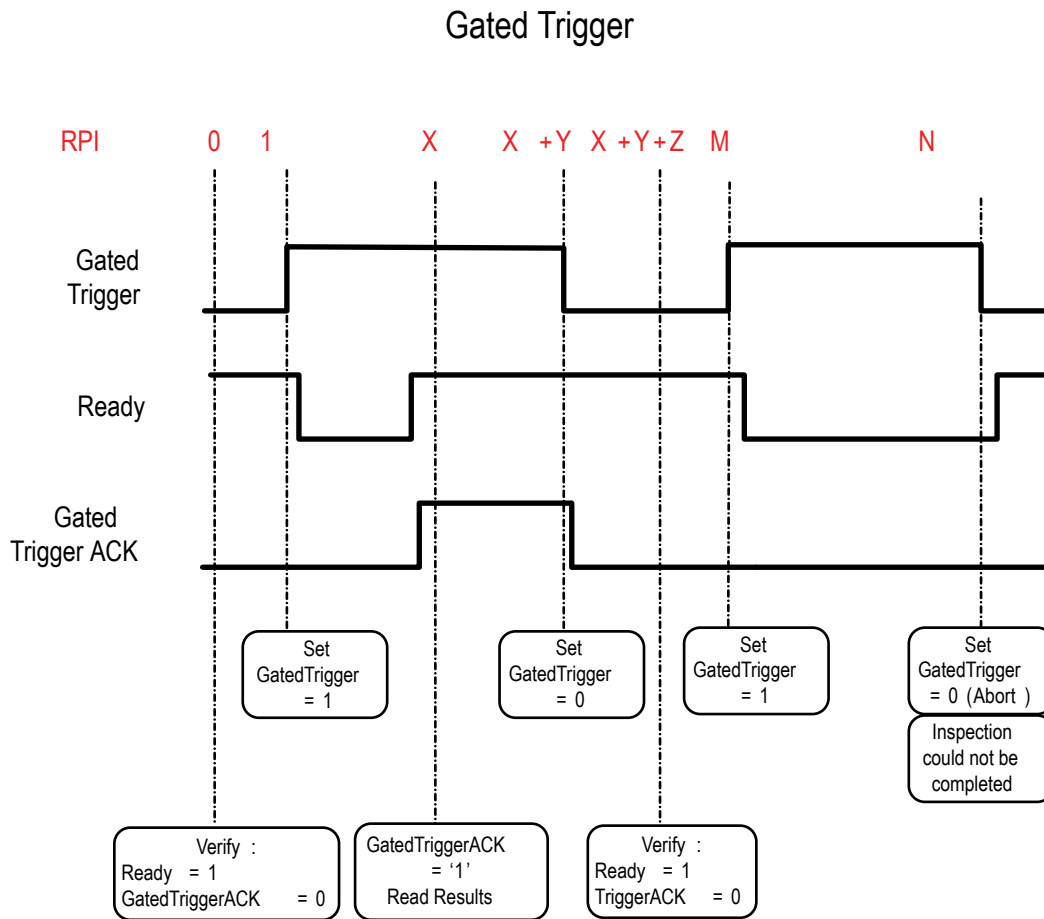 Gated Trigger
RPI 0 1 X X +Y X +Y+Z M N
Gated
Trigger
Ready
Gated
Trigger ACK
Set
GatedTrigger
= 1
Set
GatedTrigger
= 0
Set
GatedTrigger
= 1
Set
GatedTrigger
= 0 (Abort )
Inspection
could not be
completed
Verify :
Ready = 1
GatedTriggerACK = 0
GatedTriggerACK
= ‘1’
Read Results
Verify :
Ready = 1
TriggerACK = 0